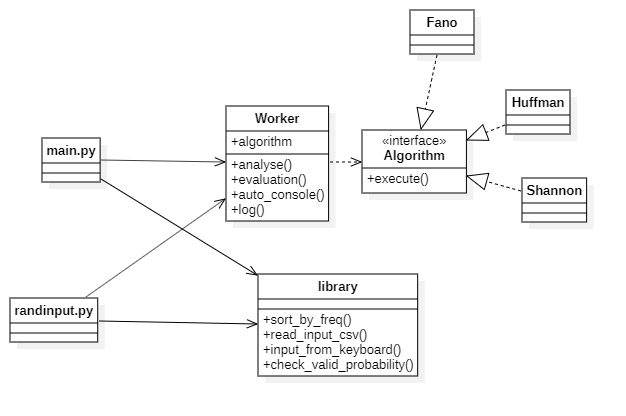 Fano
Huffman
Worker
+algorithm
+analyse()
+evaluation()
+auto_console()
+log()
main.py
«interface»
Algorithm
+execute()
Shannon
library
+sort_by_freq()
+read_input_csv()
+input_from_keyboard()
+check_valid_probability()
randinput.py